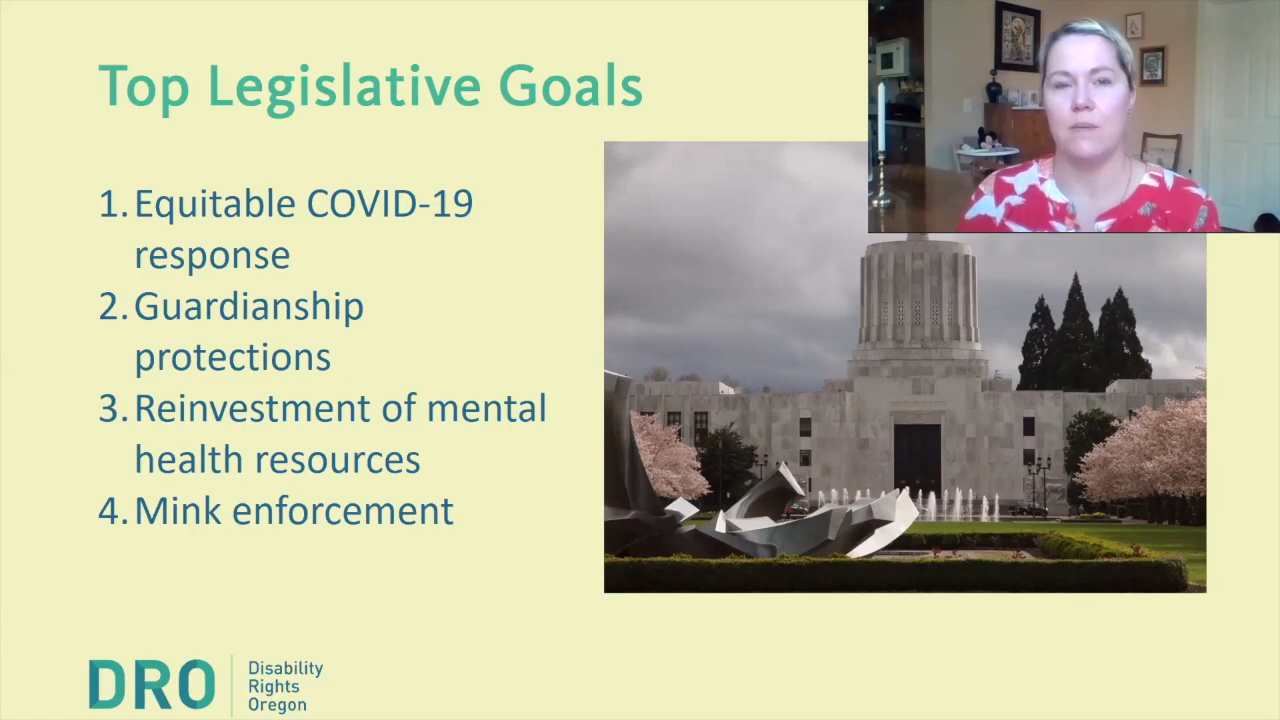 Top Legislative Goals
1. Equitable COVID-19
response
2. Guardianship
protections
3. Reinvestment of mental
health resources
4. Mink enforcement
DRO
Disability
Rights
Oregon